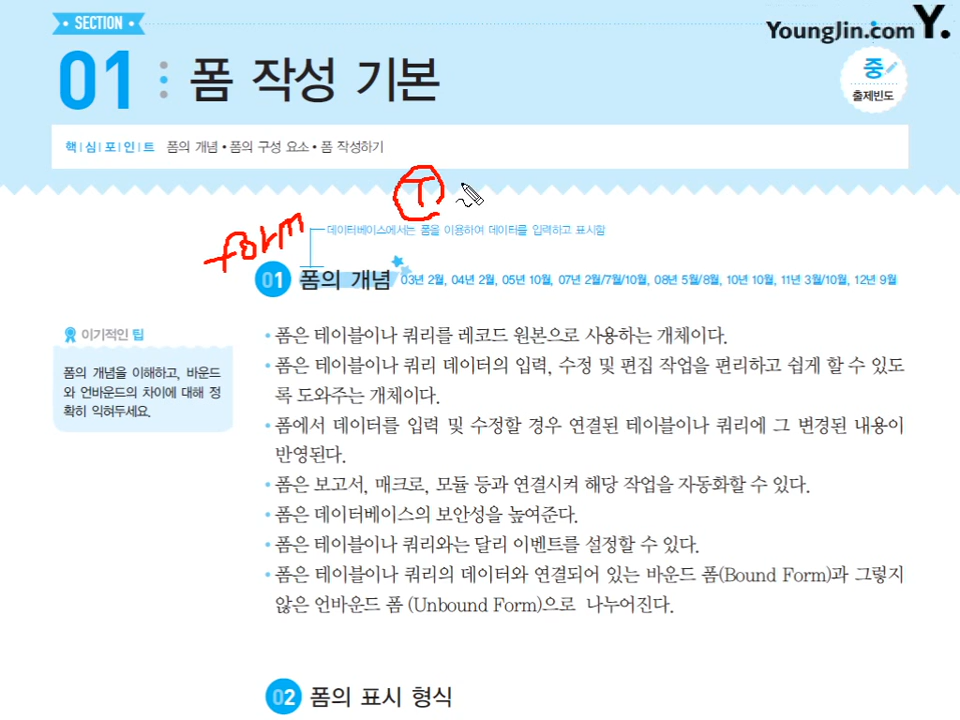 SECTION
YoungJin.com Y.
01 폼 작성 기본
중
출제빈도
핵심포인트 폼의 개념 • 폼의 구성 요소 • 폼 작성하기
T
form
데이터베이스에서는 폼을 이용하여 데이터를 입력하고 표시함
01 폼의 개념 03년 2월, 04년 2월, 05년 10월, 07년 2월/7월/10월, 08년 5월/8월, 10년 10월, 11년 3월/10월, 12년 9월
이기적인 팁
폼의 개념을 이해하고, 바운드
와 언바운드의 차이에 대해 정
확히 익혀두세요.
• 폼은 테이블이나 쿼리를 레코드 원본으로 사용하는 개체이다.
• 폼은 테이블이나 쿼리 데이터의 입력, 수정 및 편집 작업을 편리하고 쉽게 할 수 있도
록 도와주는 개체이다.
• 폼에서 데이터를 입력 및 수정할 경우 연결된 테이블이나 쿼리에 그 변경된 내용이
반영된다.
• 폼은 보고서, 매크로, 모듈 등과 연결시켜 해당 작업을 자동화할 수 있다.
• 폼은 데이터베이스의 보안성을 높여준다.
• 폼은 테이블이나 쿼리와는 달리 이벤트를 설정할 수 있다.
• 폼은 테이블이나 쿼리의 데이터와 연결되어 있는 바운드 폼(Bound Form)과 그렇지
않은 언바운드 폼 (Unbound Form)으로 나누어진다.
02 폼의 표시 형식